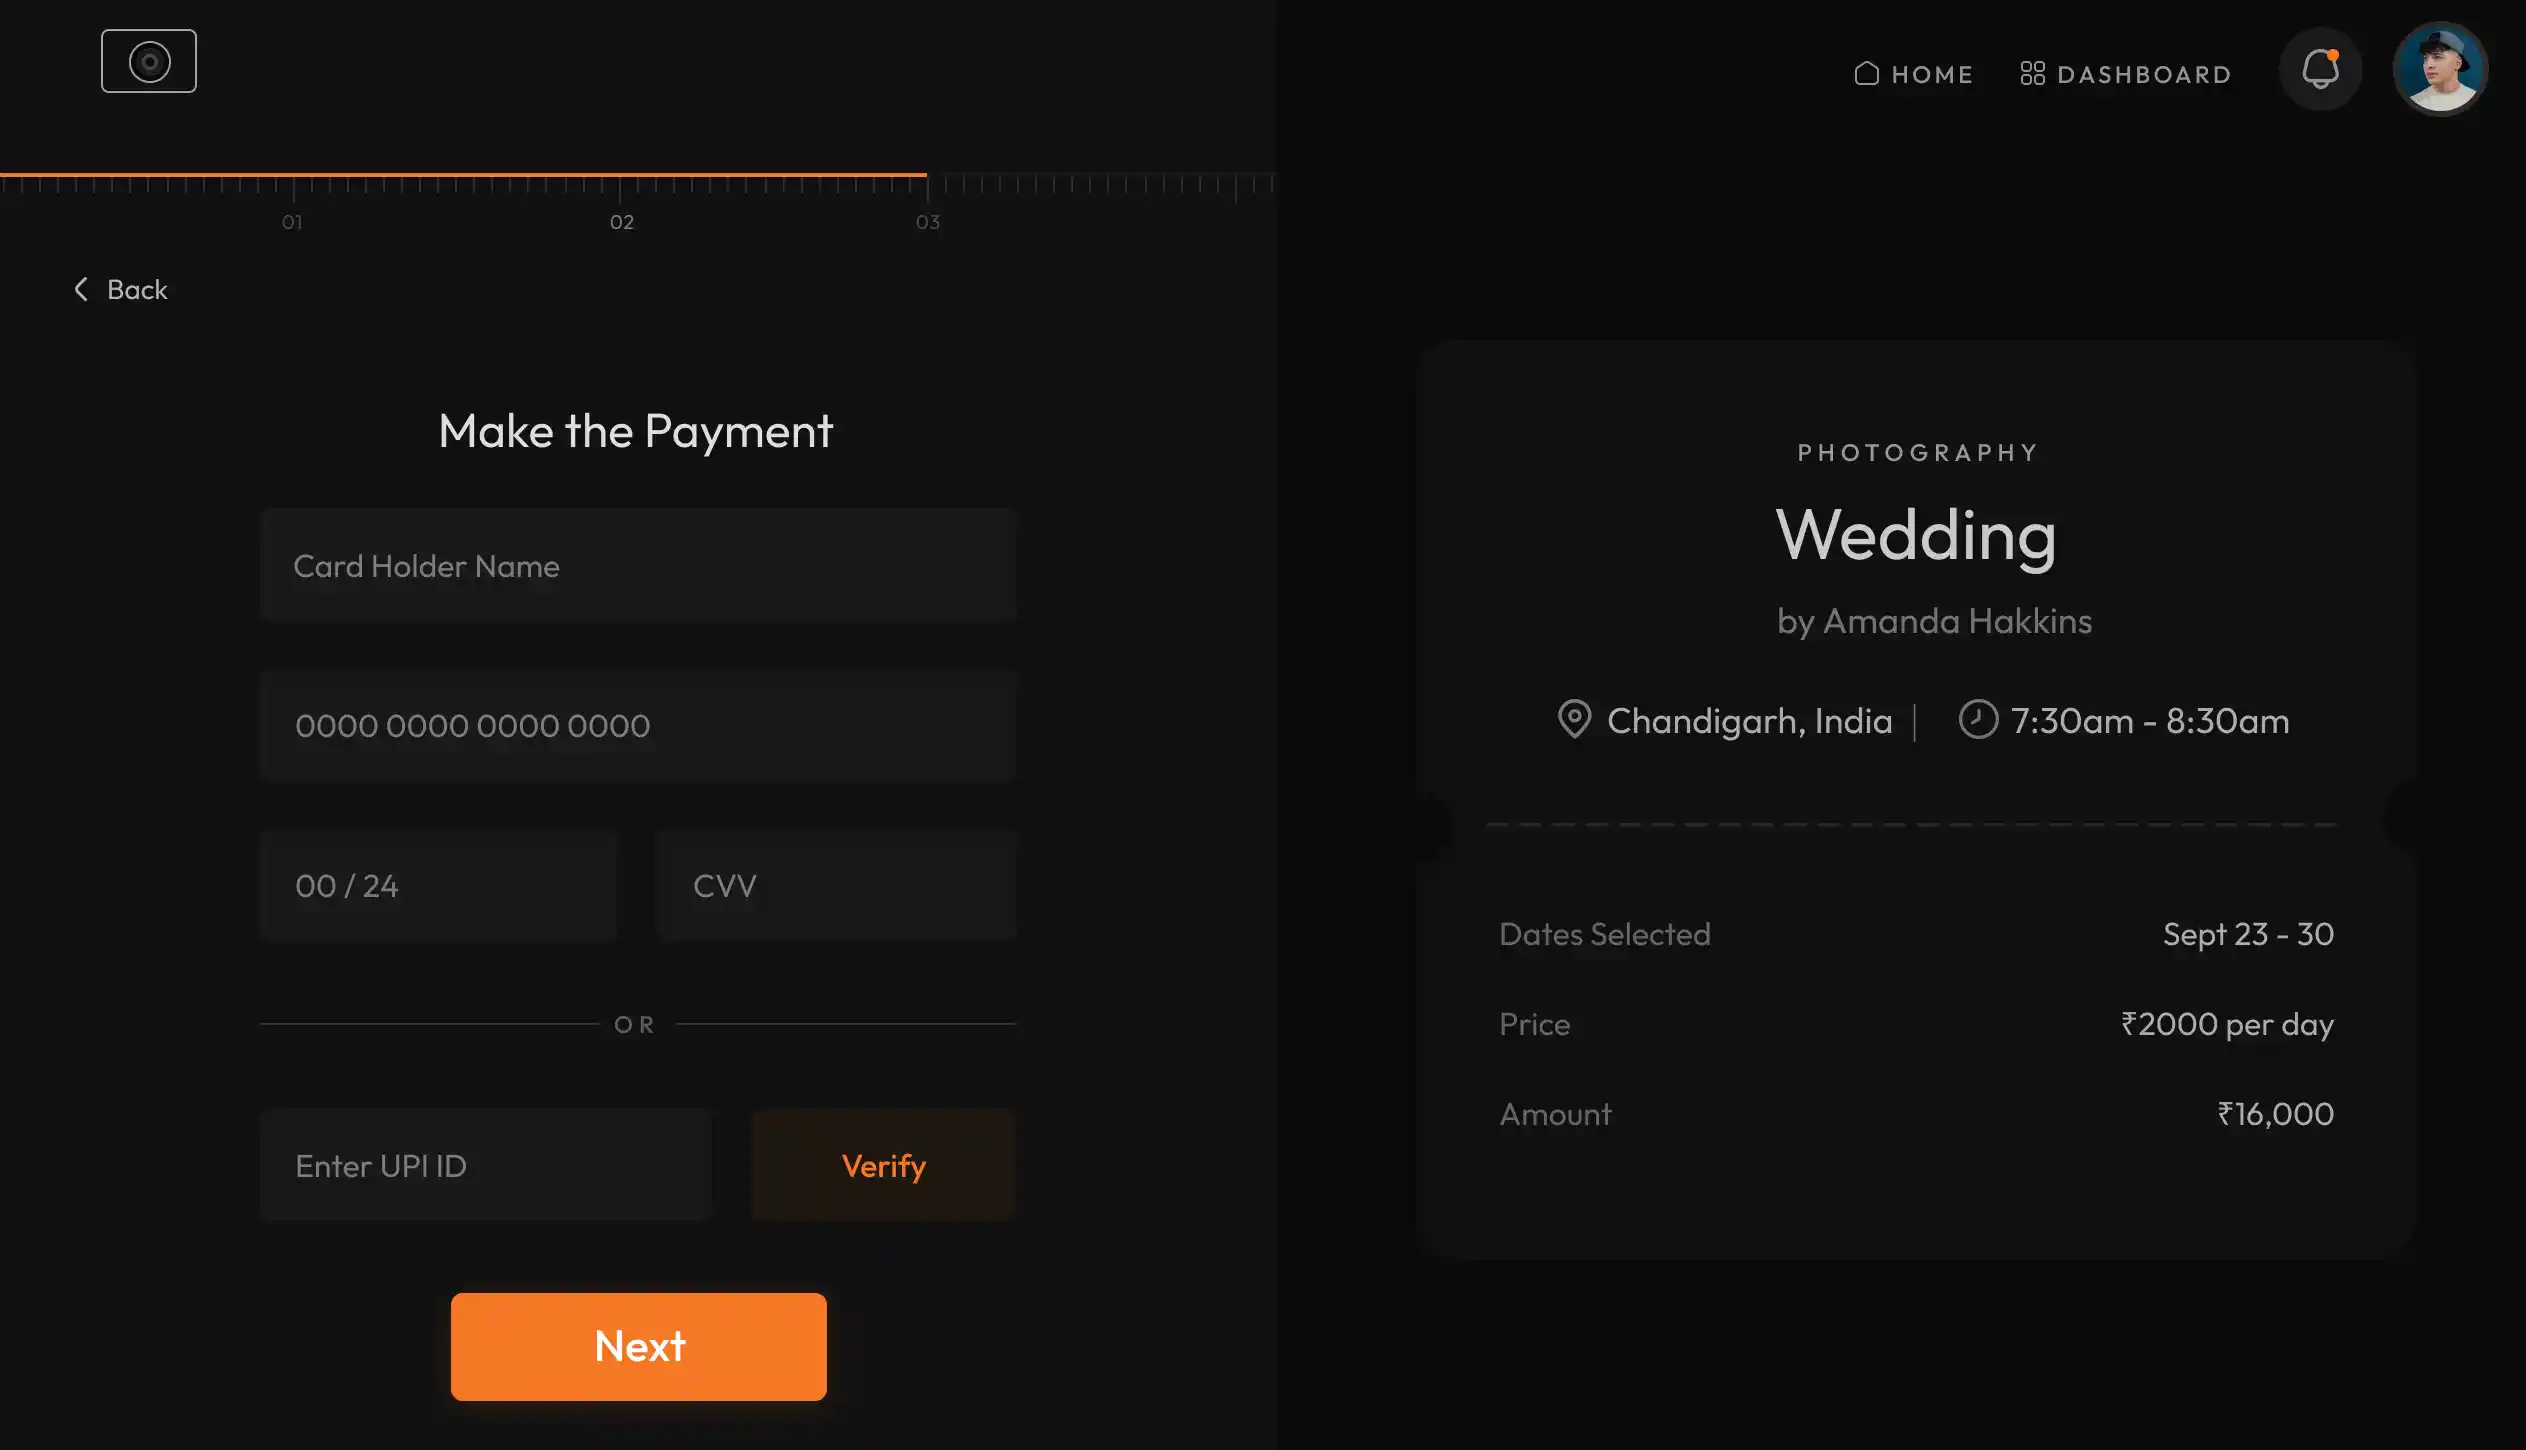 HOME DASHBOARD
01 02 03
Back
Make the Payment
Card Holder Name
0000 0000 0000 0000
00 / 24 CVV
OR
Enter UPI ID Verify
Next
PHOTOGRAPHY
Wedding
by Amanda Hakkins
Chandigarh, India | 7:30am - 8:30am
Dates Selected Sept 23 - 30
Price ₹2000 per day
Amount ₹16,000